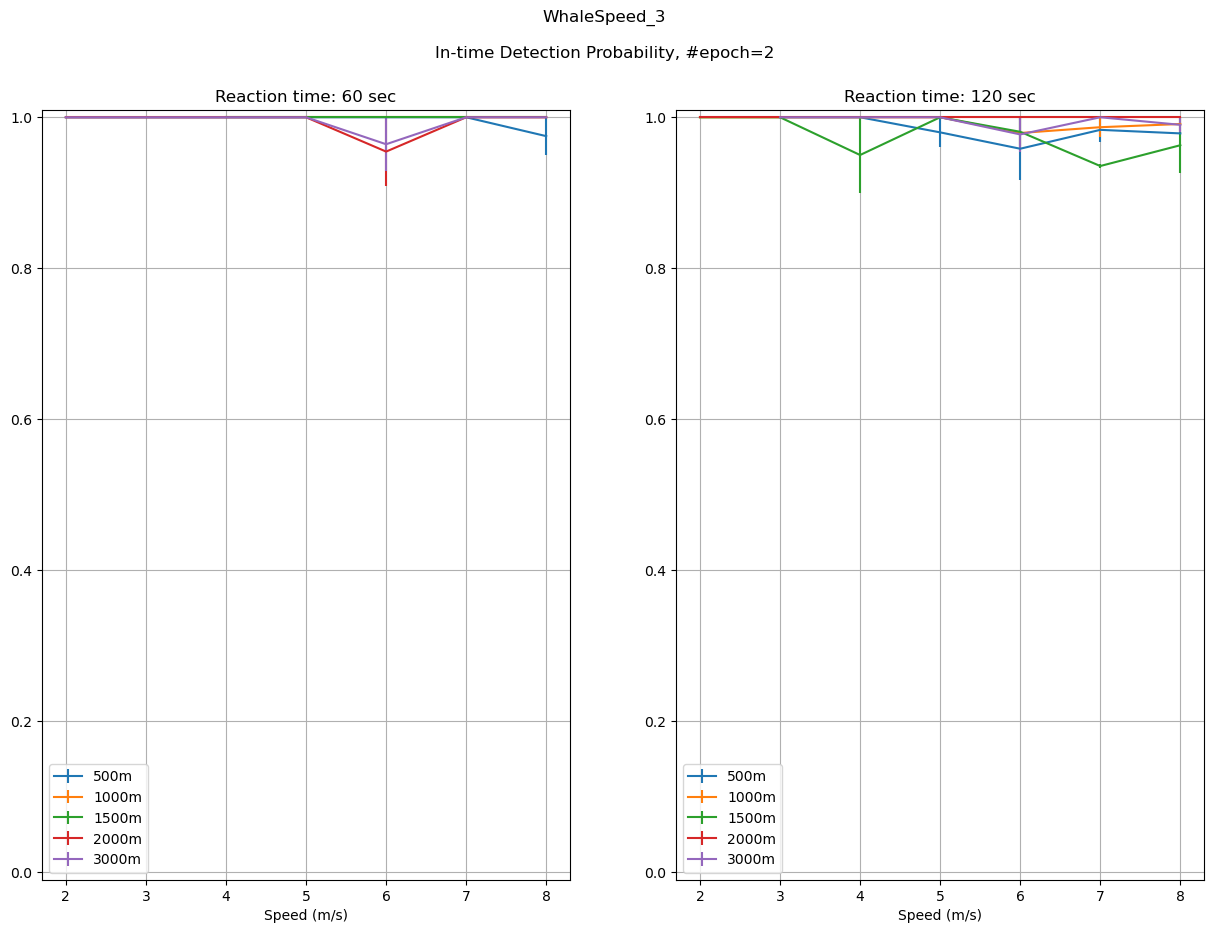 WhaleSpeed_3
In-time Detection Probability, #epoch=2
Reaction time: 60 sec
1.0
0.8
0.6
0.4
0.2
0.0
500m
1000m
1500m
2000m
3000m
2 3 4 5 6 7 8
Speed (m/s)
Reaction time: 120 sec
1.0
0.8
0.6
0.4
0.2
0.0
500m
1000m
1500m
2000m
3000m
2 3 4 5 6 7 8
Speed (m/s)